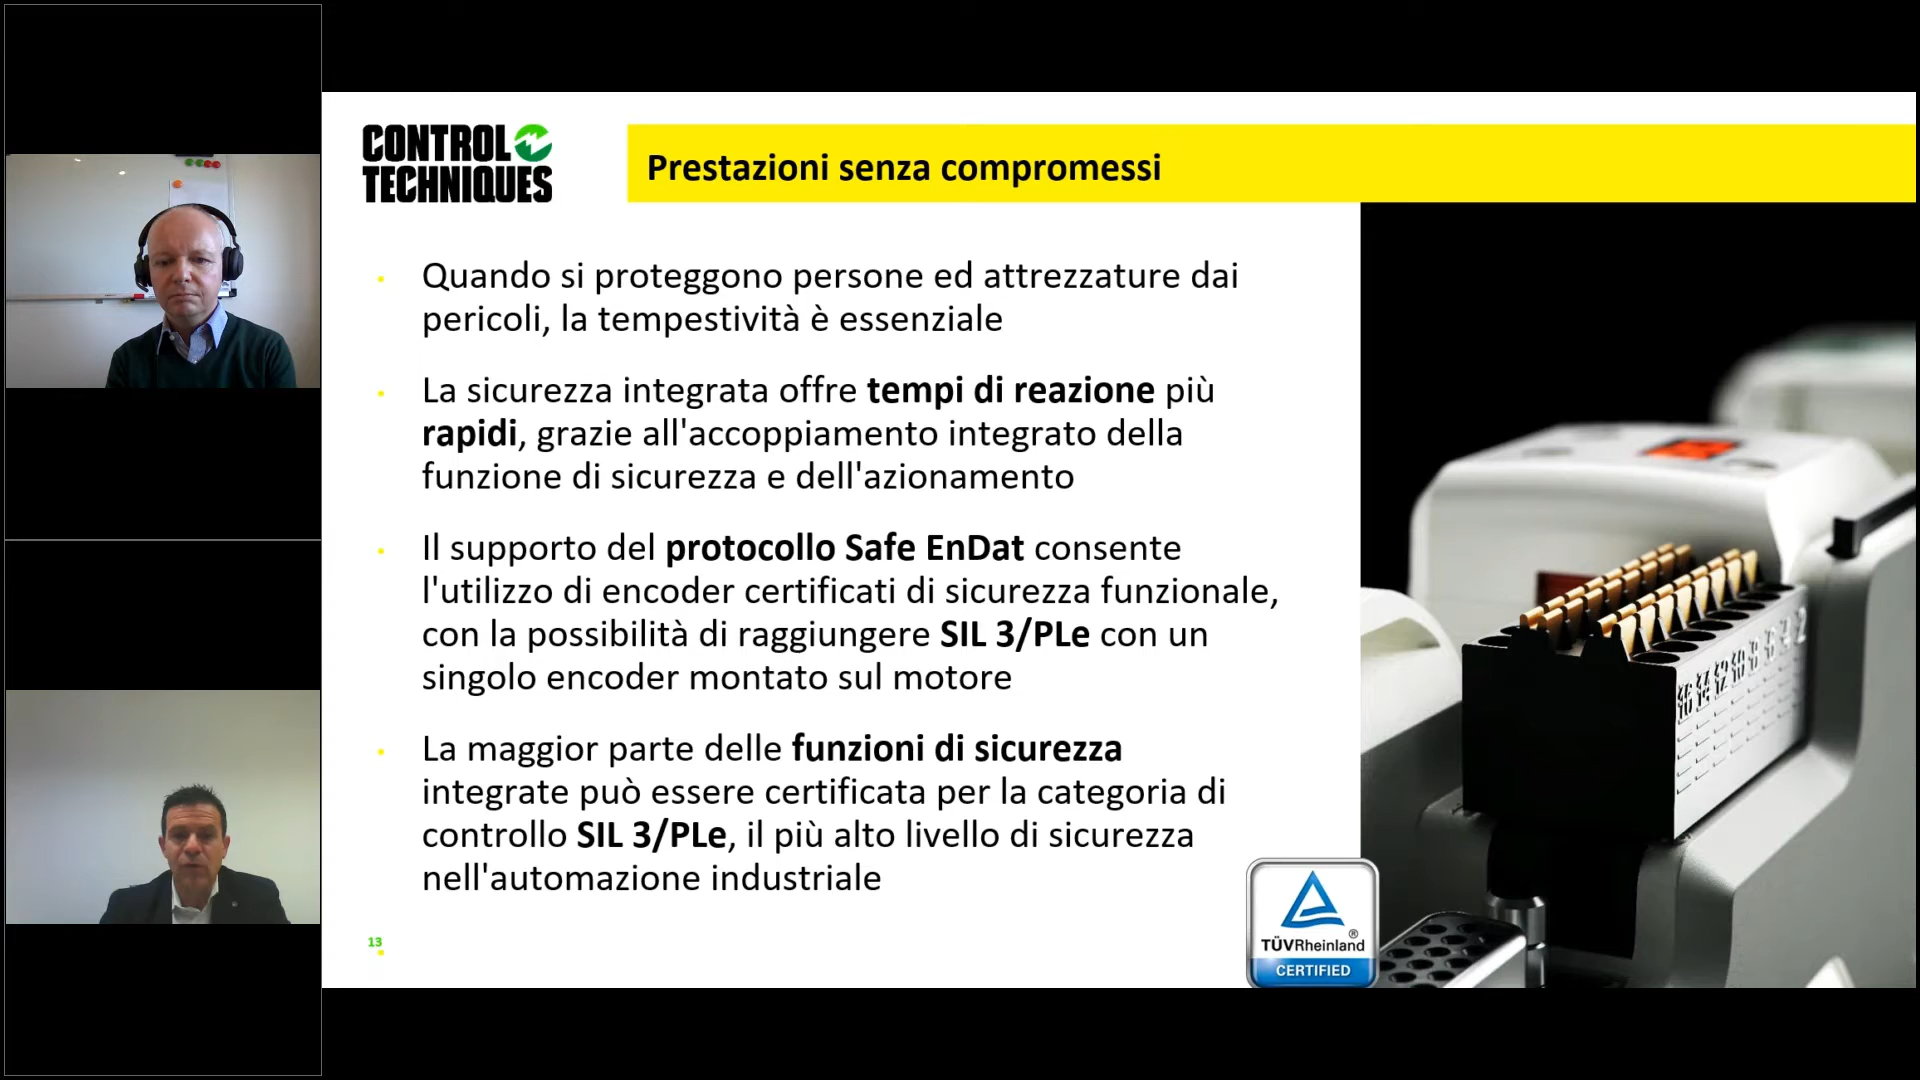 CONTROL
TECHNIQUES
Prestazioni senza compromessi
Quando si proteggono persone ed attrezzature dai
pericoli, la tempestività è essenziale
La sicurezza integrata offre tempi di reazione più
rapidi, grazie all'accoppiamento integrato della
funzione di sicurezza e dell'azionamento
Il supporto del protocollo Safe EnDat consente
l'utilizzo di encoder certificati di sicurezza funzionale,
con la possibilità di raggiungere SIL 3/PLe con un
singolo encoder montato sul motore
La maggior parte delle funzioni di sicurezza
integrate può essere certificata per la categoria di
controllo SIL 3/PLe, il più alto livello di sicurezza
nell'automazione industriale
13
TÜVRheinland®
CERTIFIED